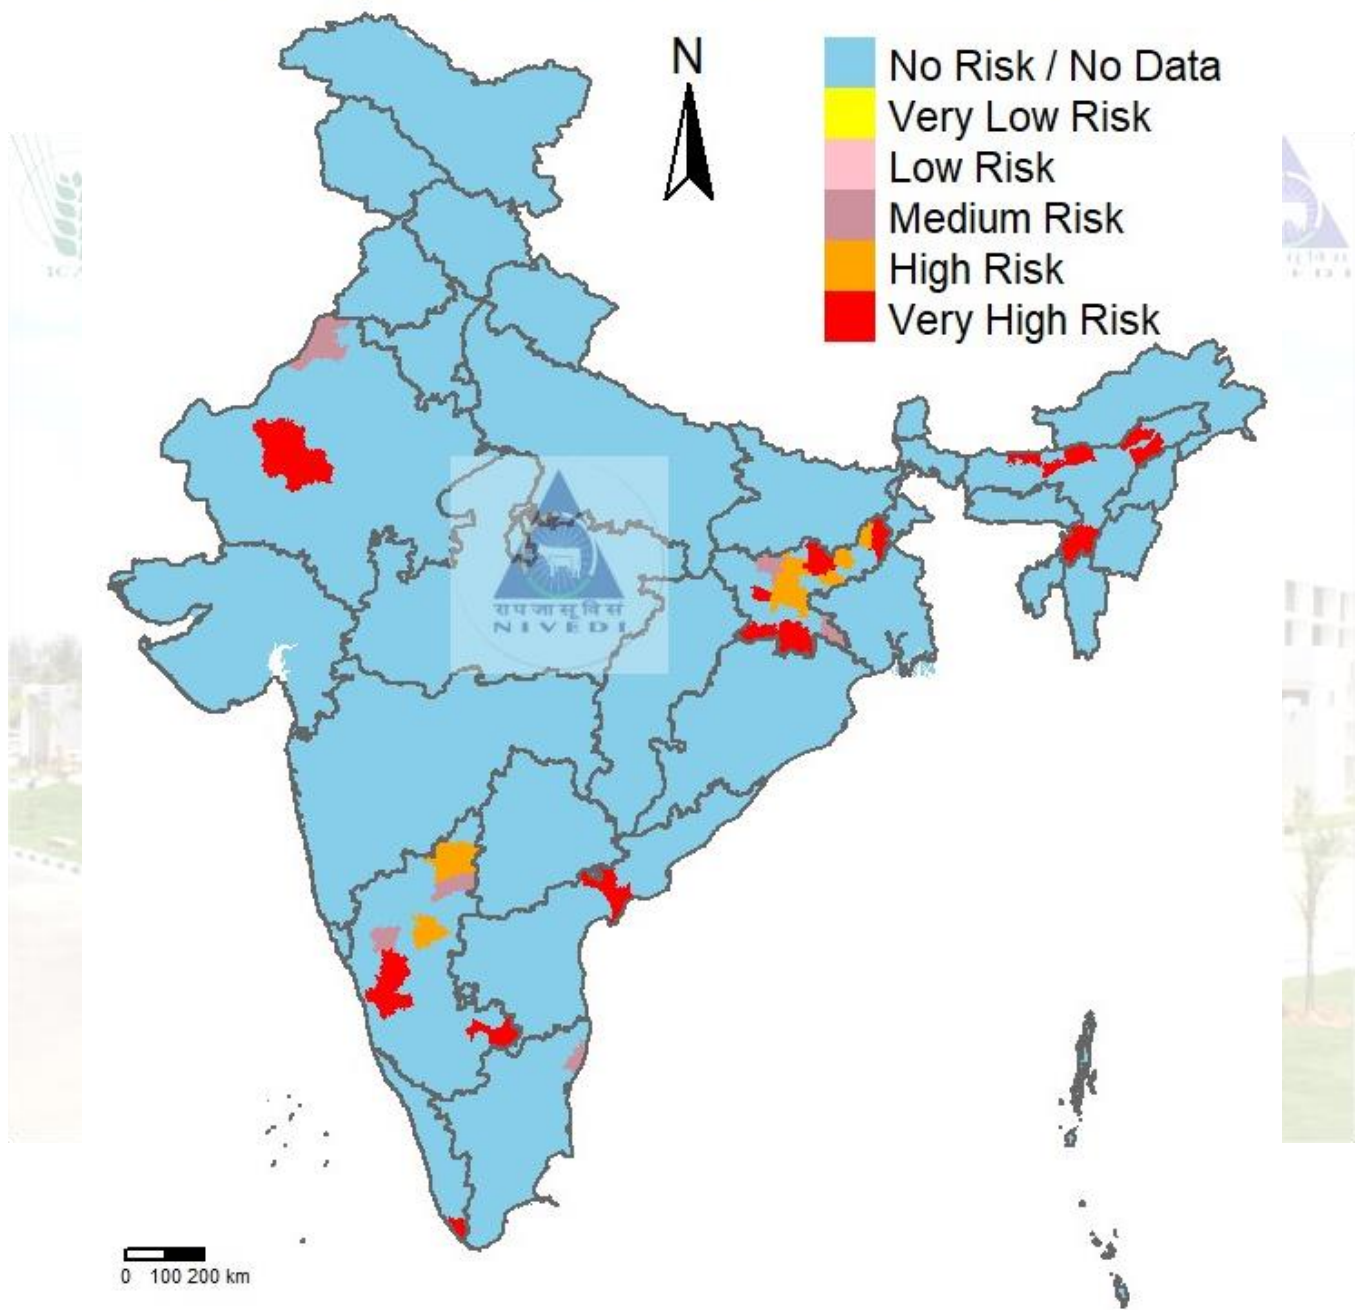 N
No Risk / No Data
Very Low Risk
Low Risk
Medium Risk
High Risk
Very High Risk
रापजासूविसं
NIVEDI
0 100 200 km